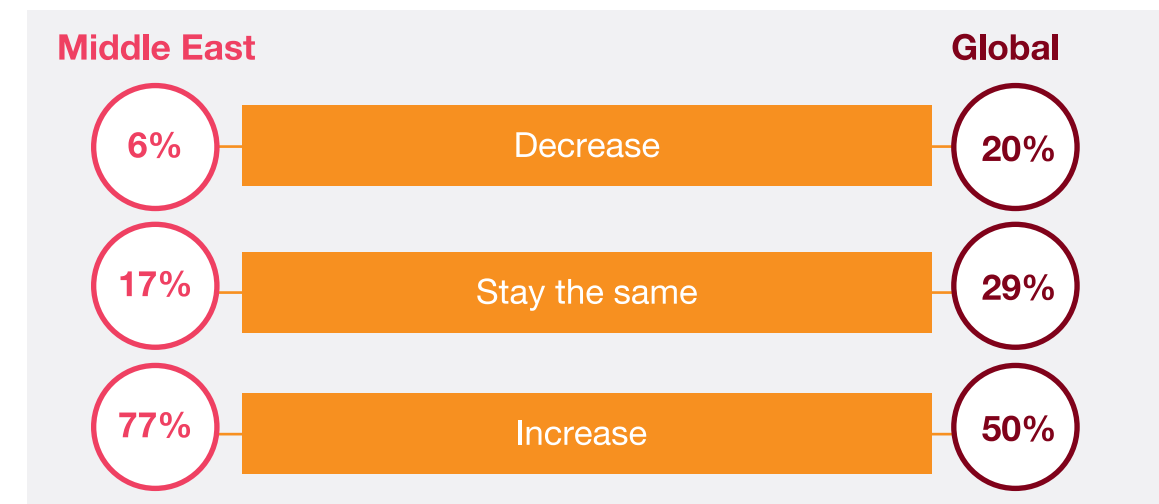 Middle East Global
6% Decrease 20%
17% Stay the same 29%
77% Increase 50%